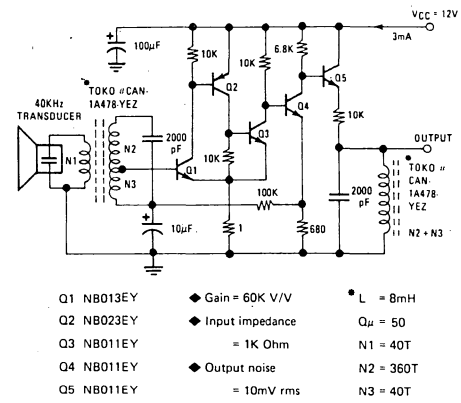 VCC = 12V
3mA
100μF
10K
10K
6.8K
Q5
Q2
Q4
• TOKO "CAN-
1A478-YEZ
40KHz
TRANSDUCER
N1
N2
N3
2000
pF
Q1
Q3
10K
10K
OUTPUT
• TOKO "
CAN-
1A478-
YEZ
2000
pF
N2 + N3
100K
10μF
1
680
Q1 NB013EY
Q2 NB023EY
Q3 NB011EY
Q4 NB011EY
Q5 NB011EY
◆ Gain = 60K V/V
◆ Input impedance
= 1K Ohm
◆ Output noise
= 10mV rms
• L = 8mH
Qμ = 50
N1 = 40T
N2 = 360T
N3 = 40T